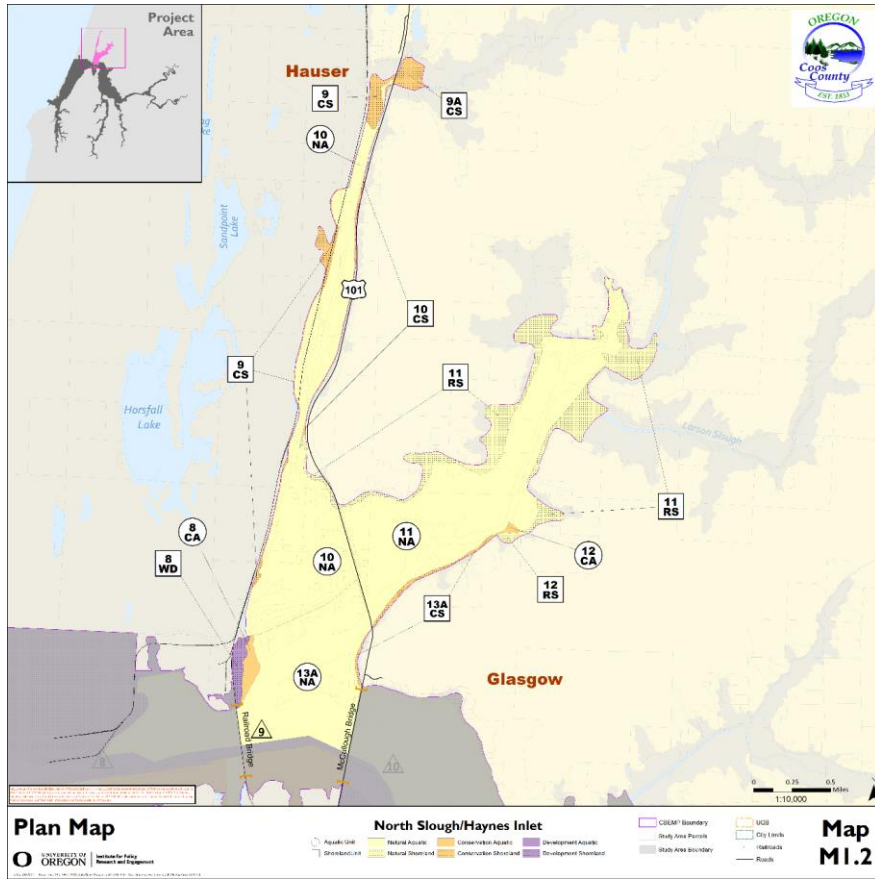 Project
Area
OREGON
Coos
County
EST. 1853
Hauser
9
CS
9A
CS
10
NA
Sandpoint
Lake
101
10
CS
9
CS
11
RS
Horsfall
Lake
Larson Slough
11
RS
8
CA
11
NA
10
NA
12
CA
8
WD
12
RS
13A
CS
13A
NA
Glasgow
Railroad Bridge
McCullough Bridge
9
8
10
0 0.25 0.5
Miles
1:10,000
Plan Map
North Slough/Haynes Inlet
Map
M1.2
Aquatic Unit
Shoreland Unit
Natural Aquatic
Natural Shoreland
Conservation Aquatic
Conservation Shoreland
Development Aquatic
Development Shoreland
CBEMP Boundary
Study Area Parcels
Study Area Boundary
UGB
City Lands
Railroads
Roads
O UNIVERSITY OF
OREGON
Institute for Policy
Research and Engagement